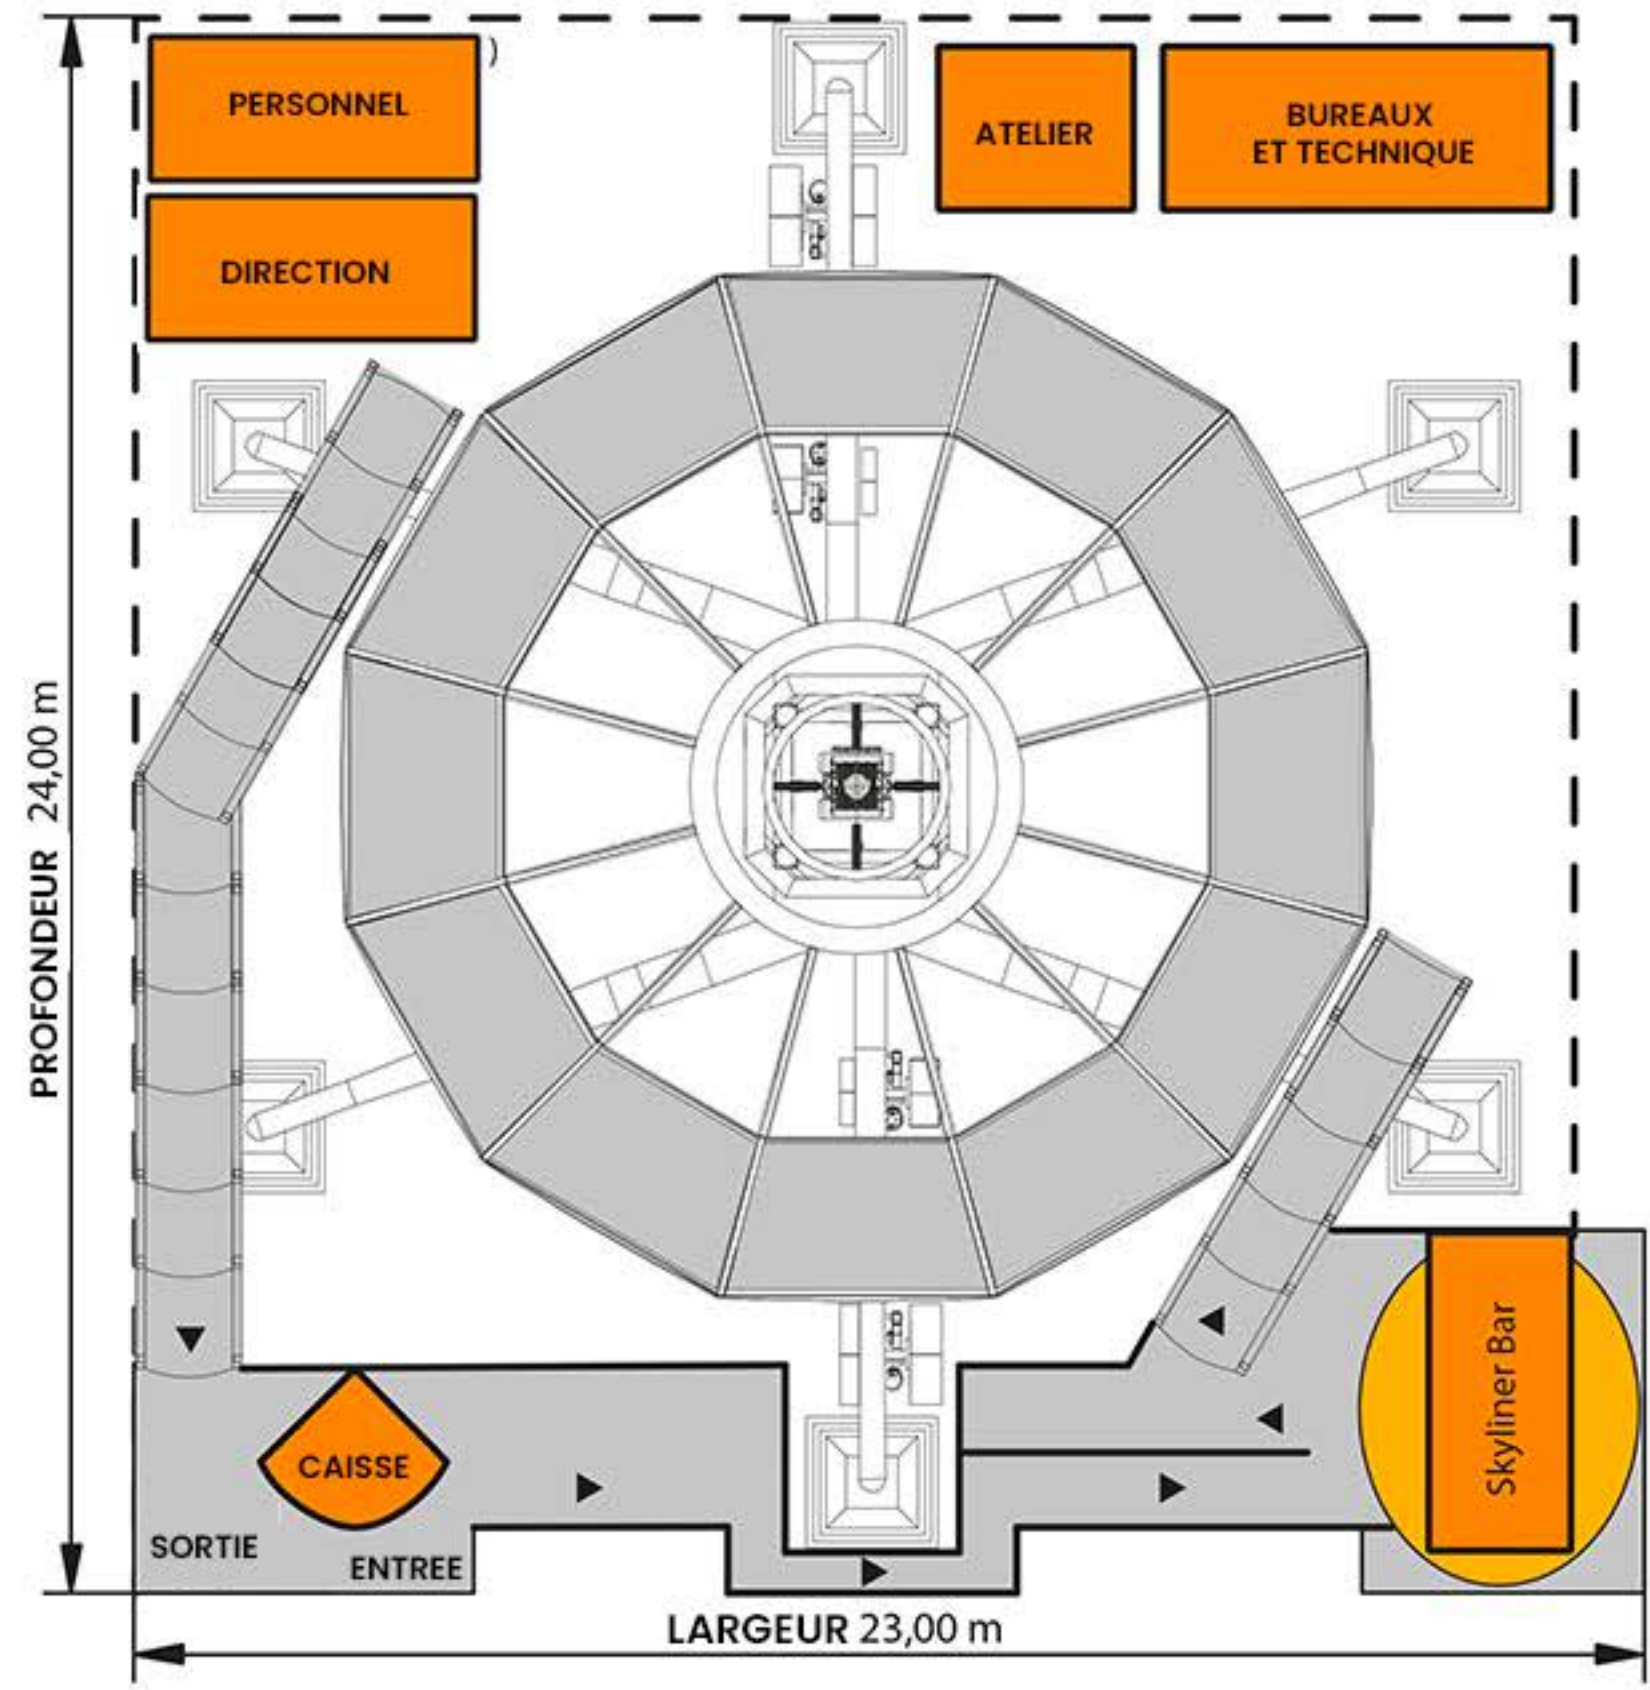 PERSONNEL
)
ATELIER
BUREAUX
ET TECHNIQUE
DIRECTION
PROFONDEUR 24,00 m
CAISSE
SORTIE
ENTREE
Skyliner Bar
LARGEUR 23,00 m